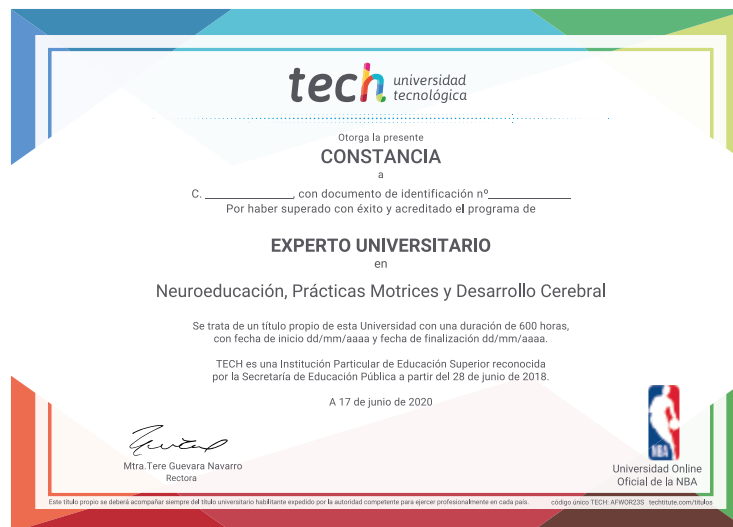 tech universidad
tecnológica
Otorga la presente
CONSTANCIA
a
C. ______________, con documento de identificación nº_____________
Por haber superado con éxito y acreditado el programa de
EXPERTO UNIVERSITARIO
en
Neuroeducación, Prácticas Motrices y Desarrollo Cerebral
Se trata de un título propio de esta Universidad con una duración de 600 horas,
con fecha de inicio dd/mm/aaaa y fecha de finalización dd/mm/aaaa.
TECH es una Institución Particular de Educación Superior reconocida
por la Secretaría de Educación Pública a partir del 28 de junio de 2018.
A 17 de junio de 2020
Mtra.Tere Guevara Navarro
Rectora
NBA
Universidad Online
Oficial de la NBA
Este título propio se deberá acompañar siempre del título universitario habilitante expedido por la autoridad competente para ejercer profesionalmente en cada país. código único TECH: AFWOR23S techtitute.com/titulos